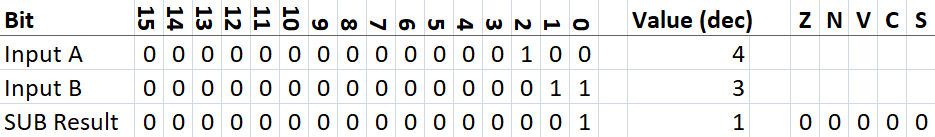 Bit 15 14 13 12 11 10 9 8 7 6 5 4 3 2 1 0 Value (dec) Z N V C S
Input A 0 0 0 0 0 0 0 0 0 0 0 0 0 1 0 0 4
Input B 0 0 0 0 0 0 0 0 0 0 0 0 0 0 1 1 3
SUB Result 0 0 0 0 0 0 0 0 0 0 0 0 0 0 0 1 1 0 0 0 0 0